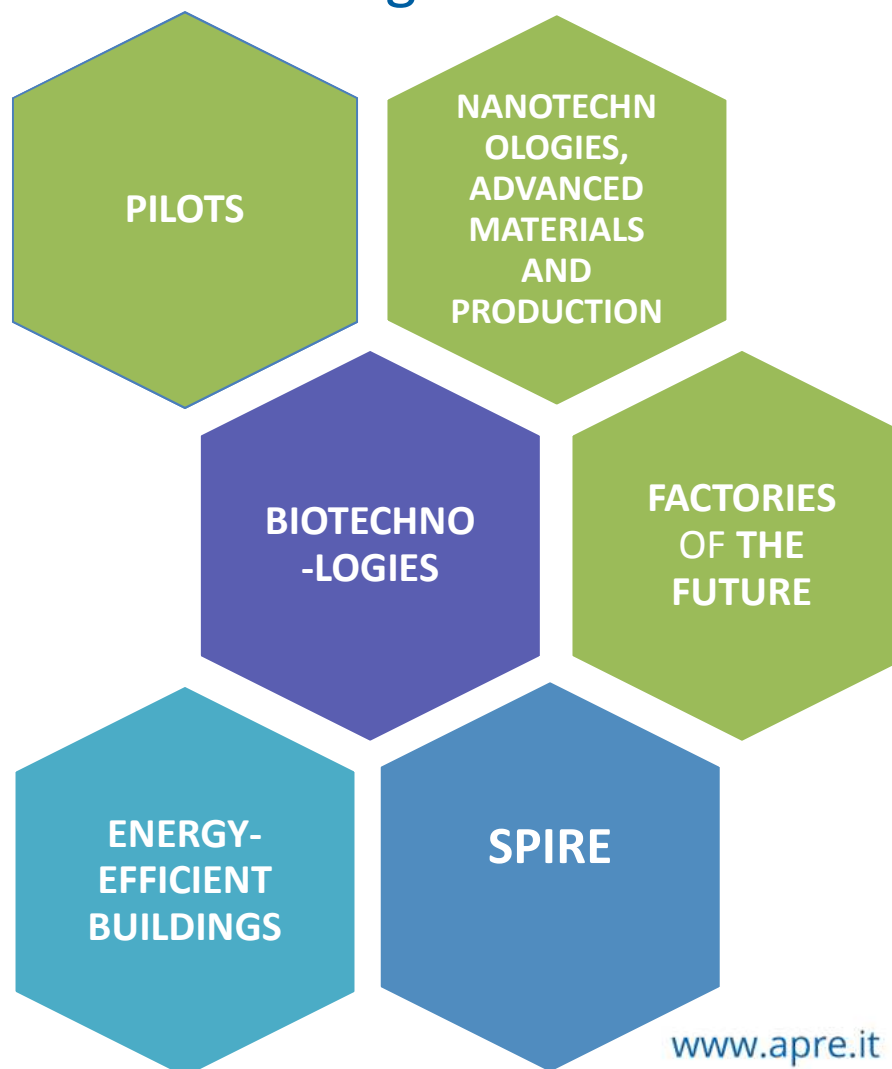 PILOTS
NANOTECHN
OLOGIES,
ADVANCED
MATERIALS
AND
PRODUCTION
BIOTECHNO
-LOGIES
FACTORIES
OF THE
FUTURE
ENERGY-
EFFICIENT
BUILDINGS
SPIRE
www.apre.it